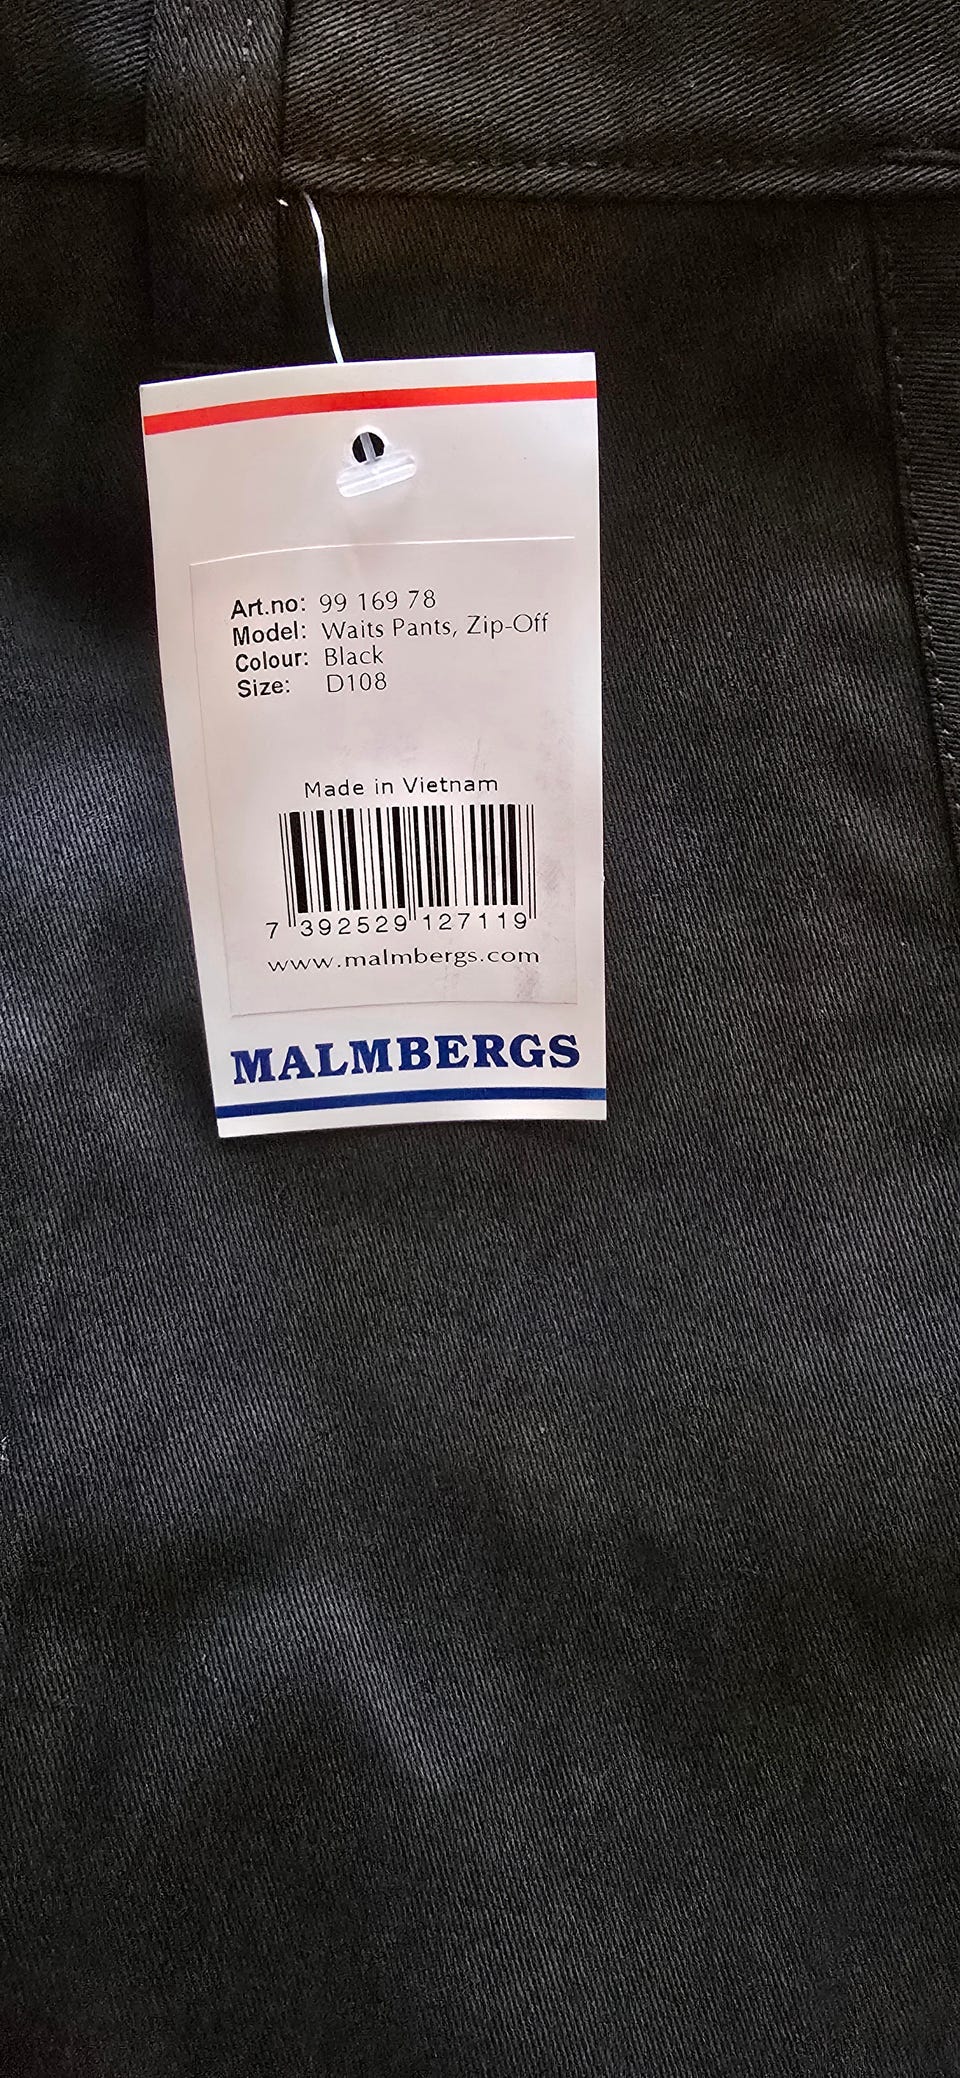 Art.no: 99 169 78
Model: Waits Pants, Zip-Off
Colour: Black
Size: D108
Made in Vietnam
7 392529 127119
www.malmbergs.com
MALMBERGS